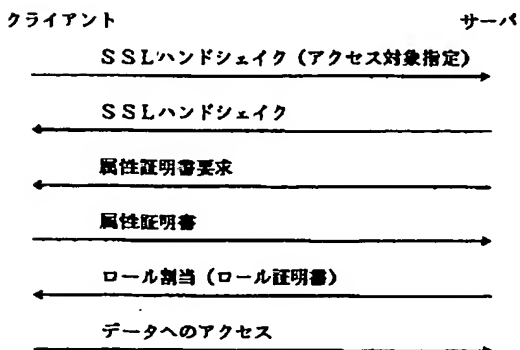 クライアント
サーバ
SSLハンドシェイク（アクセス対象指定）
SSLハンドシェイク
属性証明書要求
属性証明書
ロール割当（ロール証明書）
データへのアクセス